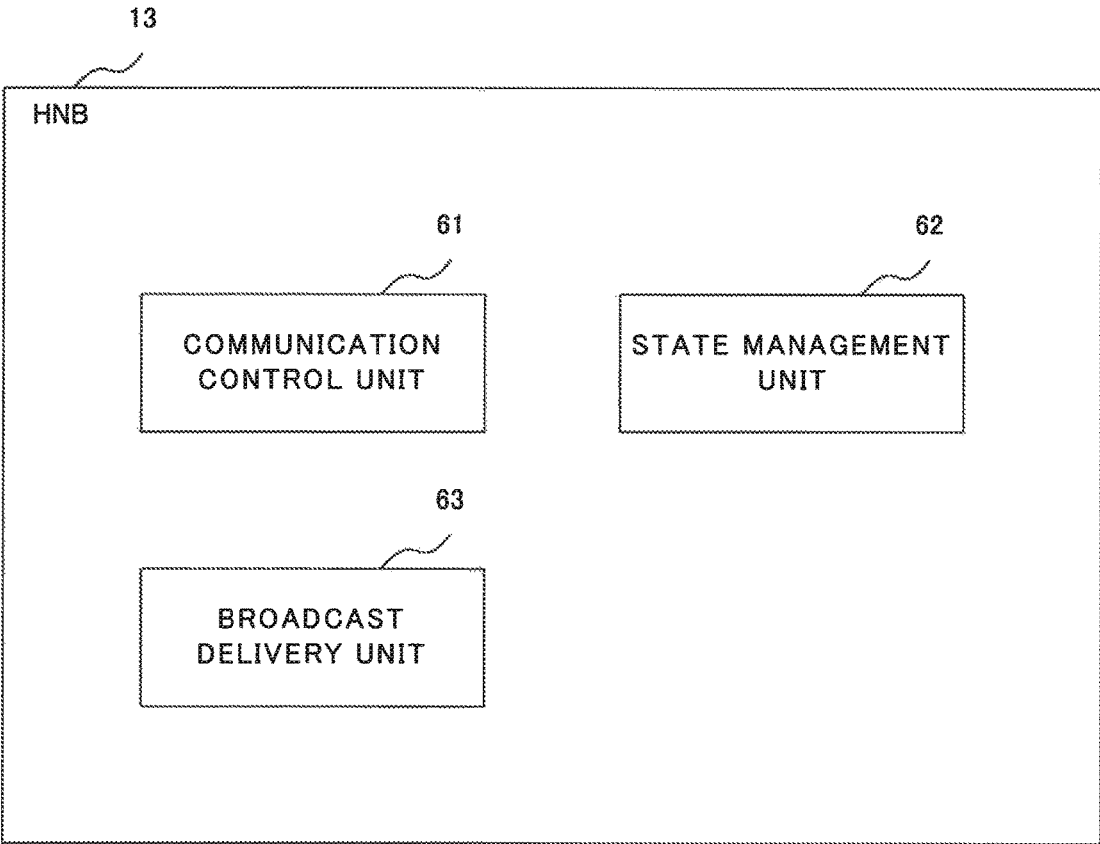 13
HNB
61
62
COMMUNICATION
CONTROL UNIT
STATE MANAGEMENT
UNIT
63
BROADCAST
DELIVERY UNIT